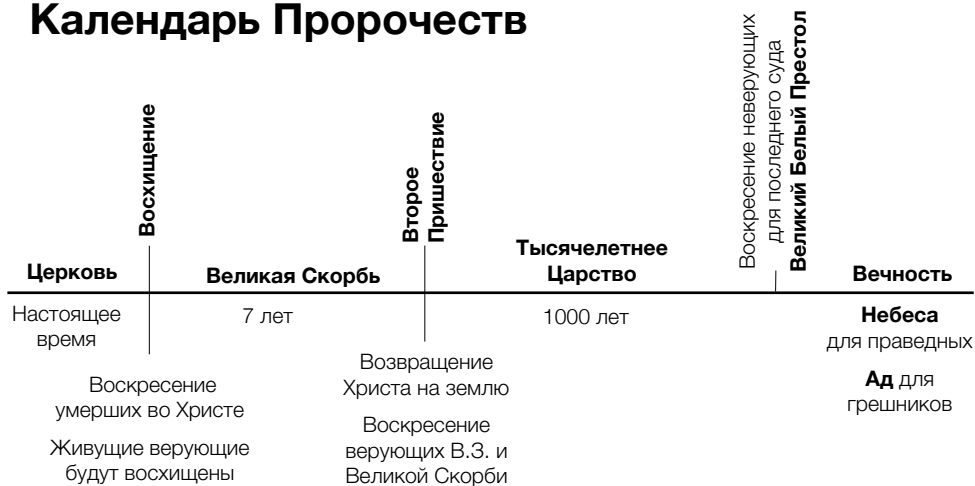 Календарь Пророчеств
Восхищение
Второе
Пришествие
Воскресение неверующих
для последнего суда
Великий Белый Престол
Церковь
Великая Скорбь
Тысячелетнее
Царство
Вечность
Настоящее
время
7 лет
1000 лет
Небеса
для праведных
Ад для
грешников
Воскресение
умерших во Христе
Живущие верующие
будут восхищены
Возвращение
Христа на землю
Воскресение
верующих В.З. и
Великой Скорби